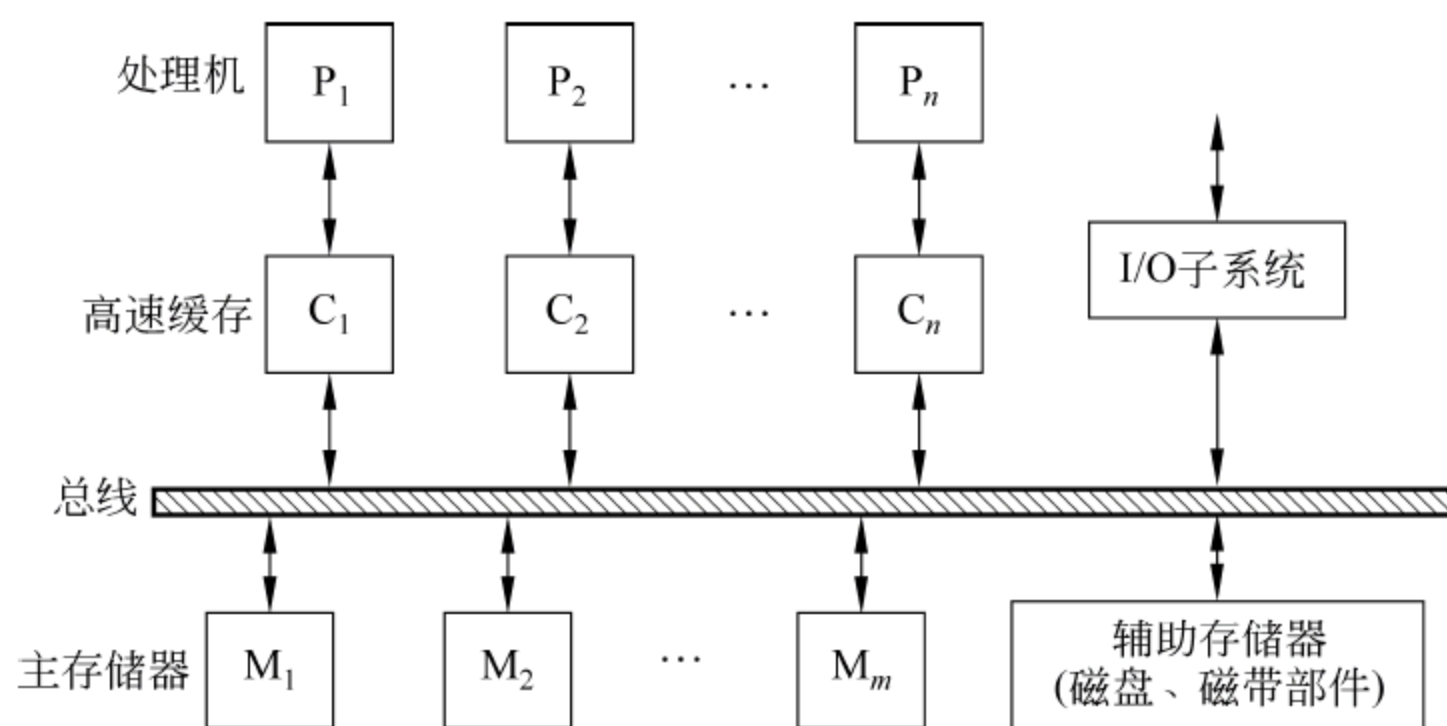 处理机 P₁ P₂ … Pₙ
I/O子系统
高速缓存 C₁ C₂ … Cₙ
总线
主存储器 M₁ M₂ … Mₘ
辅助存储器
(磁盘、磁带部件)